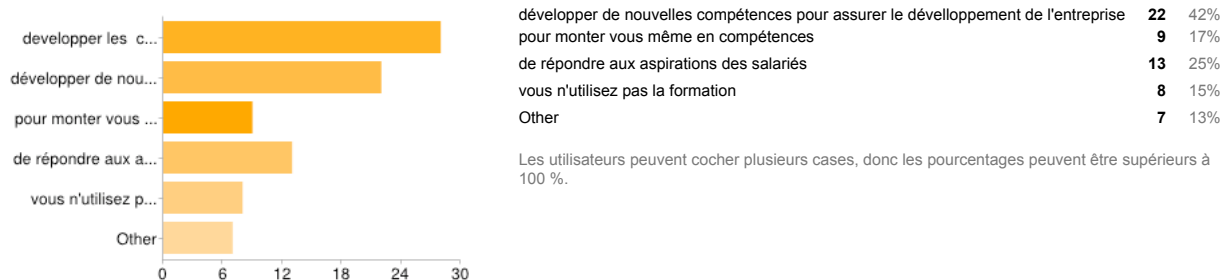 developper les c...
développer de nou...
pour monter vous ...
de répondre aux a...
vous n'utilisez p...
Other
0 6 12 18 24 30
développer de nouvelles compétences pour assurer le dévelloppement de l'entreprise 22 42%
pour monter vous même en compétences 9 17%
de répondre aux aspirations des salariés 13 25%
vous n'utilisez pas la formation 8 15%
Other 7 13%
Les utilisateurs peuvent cocher plusieurs cases, donc les pourcentages peuvent être supérieurs à
100 %.